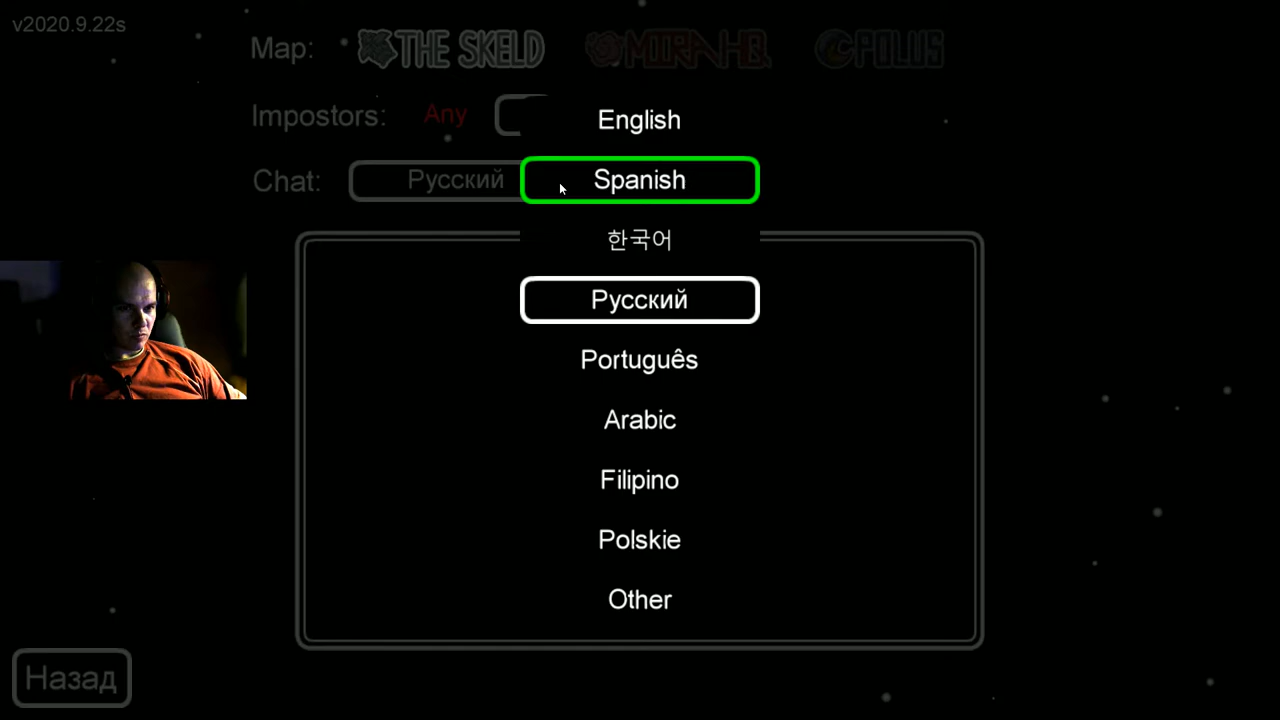 v2020.9.22s
Map: THE SKELD MIRA HQ POLUS
Impostors: Any
English
Chat: Русский
Spanish
한국어
Русский
Português
Arabic
Filipino
Polskie
Other
Назад